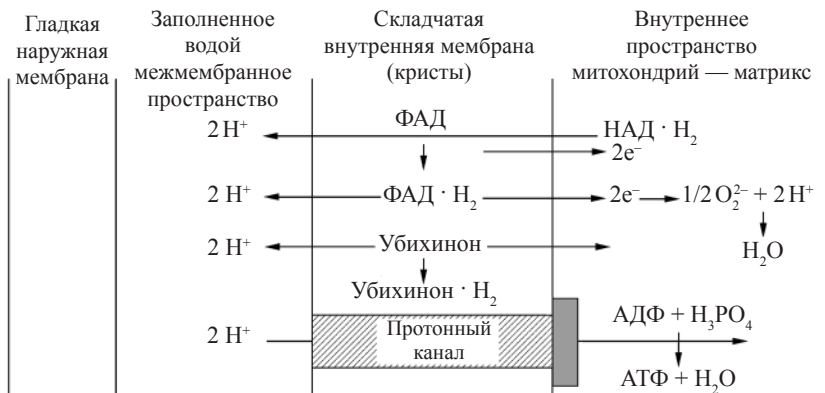 Гладкая
наружная
мембрана
Заполненное
водой
межмембранное
пространство
Складчатая
внутренняя мембрана
(кристы)
Внутреннее
пространство
митохондрий — матрикс
2 H⁺
ФАД
НАД · H₂
2e⁻
2 H⁺
ФАД · H₂
2e⁻
1/2 O₂²⁻ + 2 H⁺
2 H⁺
Убихинон
H₂O
Убихинон · H₂
2 H⁺
Протонный
канал
АДФ + H₃PO₄
АТФ + H₂O